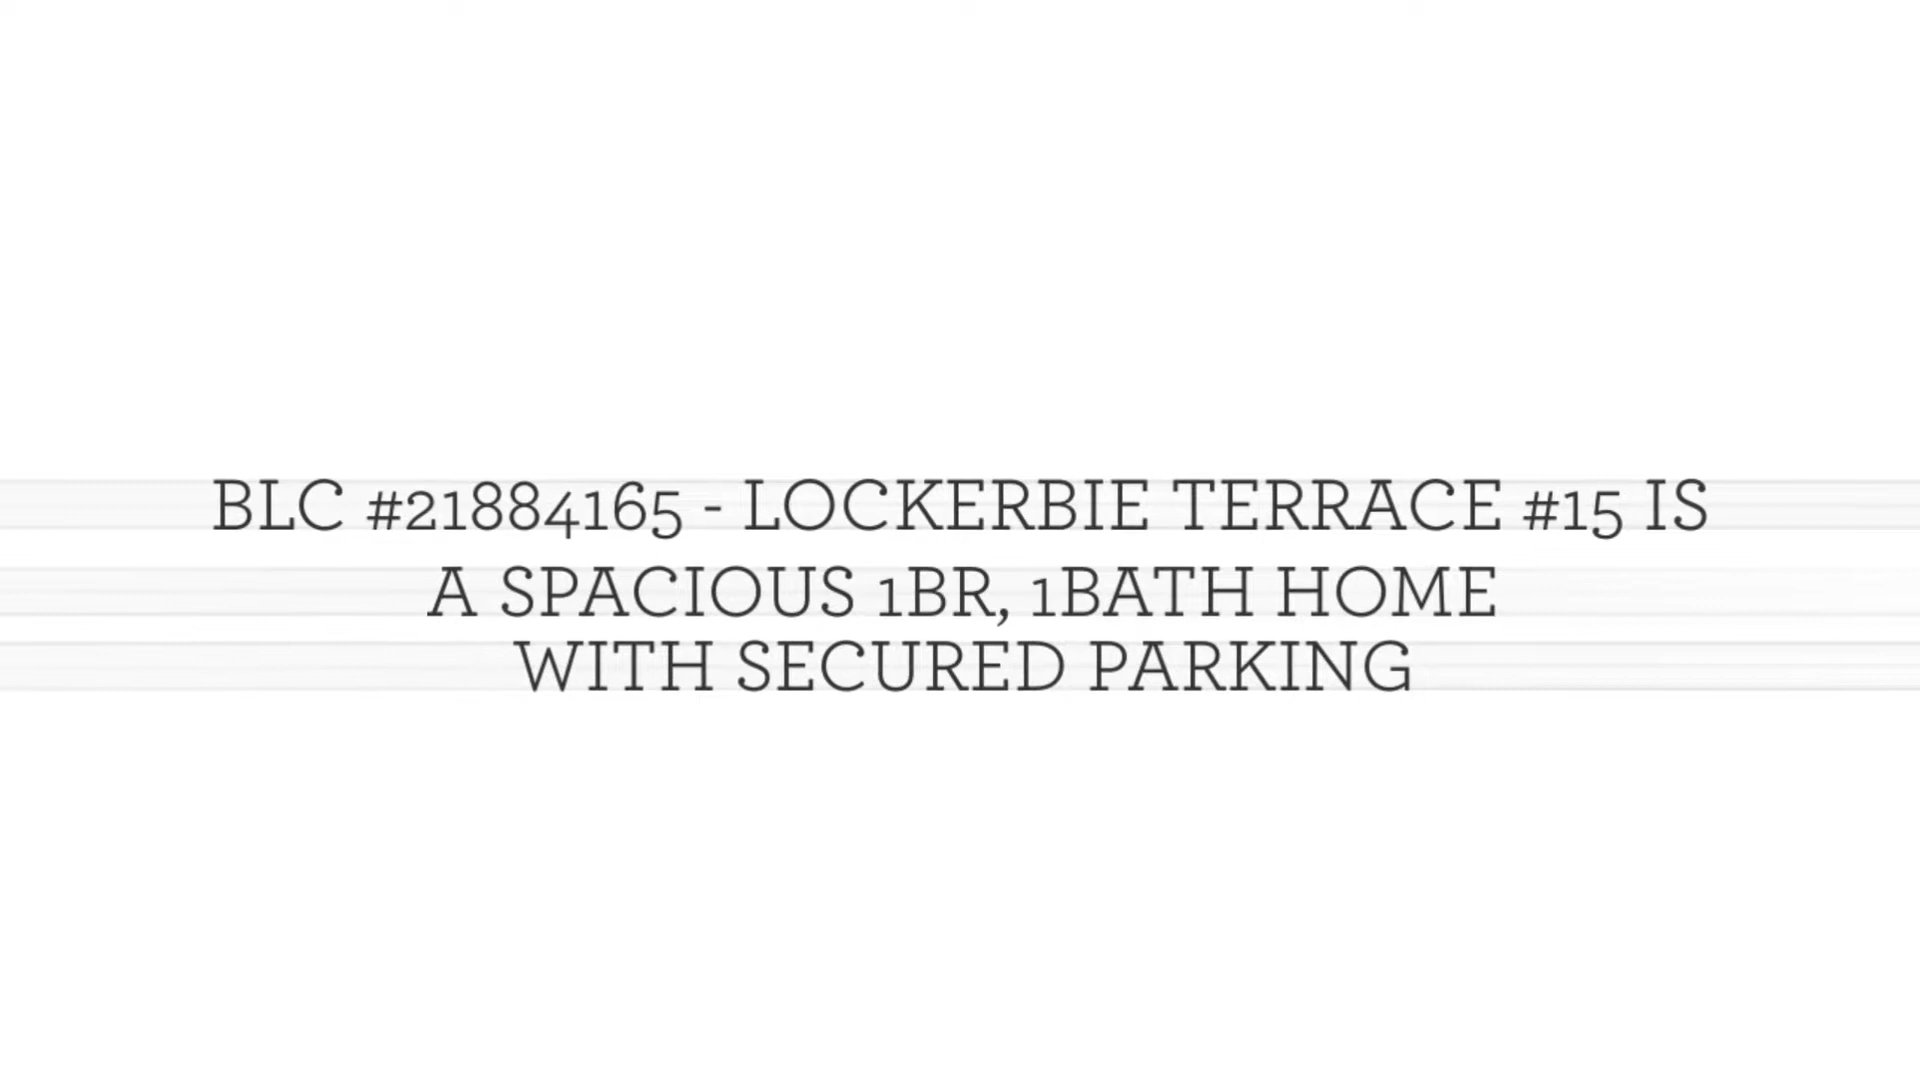 BLC #21884165 - LOCKERBIE TERRACE #15 IS
A SPACIOUS 1BR, 1BATH HOME
WITH SECURED PARKING